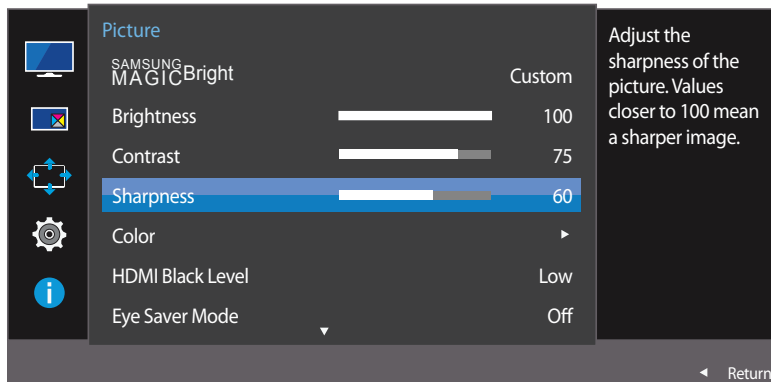 Picture
SAMSUNG
MAGICBright Custom
Brightness 100
Contrast 75
Sharpness 60
Color
HDMI Black Level Low
Eye Saver Mode Off
Adjust the
sharpness of the
picture. Values
closer to 100 mean
a sharper image.
Return